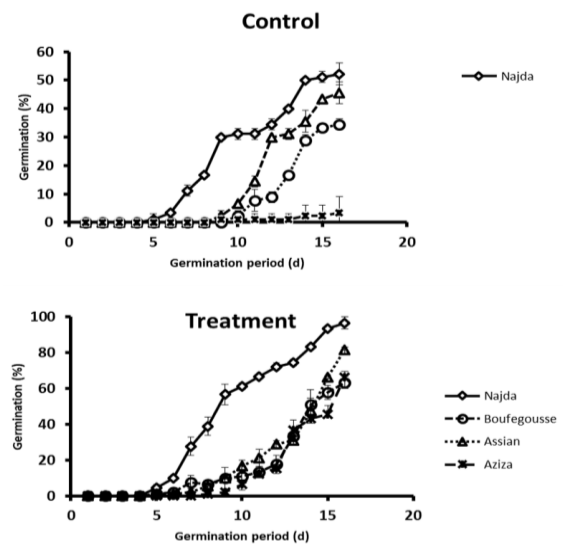 Control
60
50
40
30
20
10
0
Germination (%)
0 5 10 15 20
Germination period (d)
Najda
Treatment
100
80
60
40
20
0
Germination (%)
0 5 10 15 20
Germination period (d)
Najda
Boufegousse
Assian
Aziza